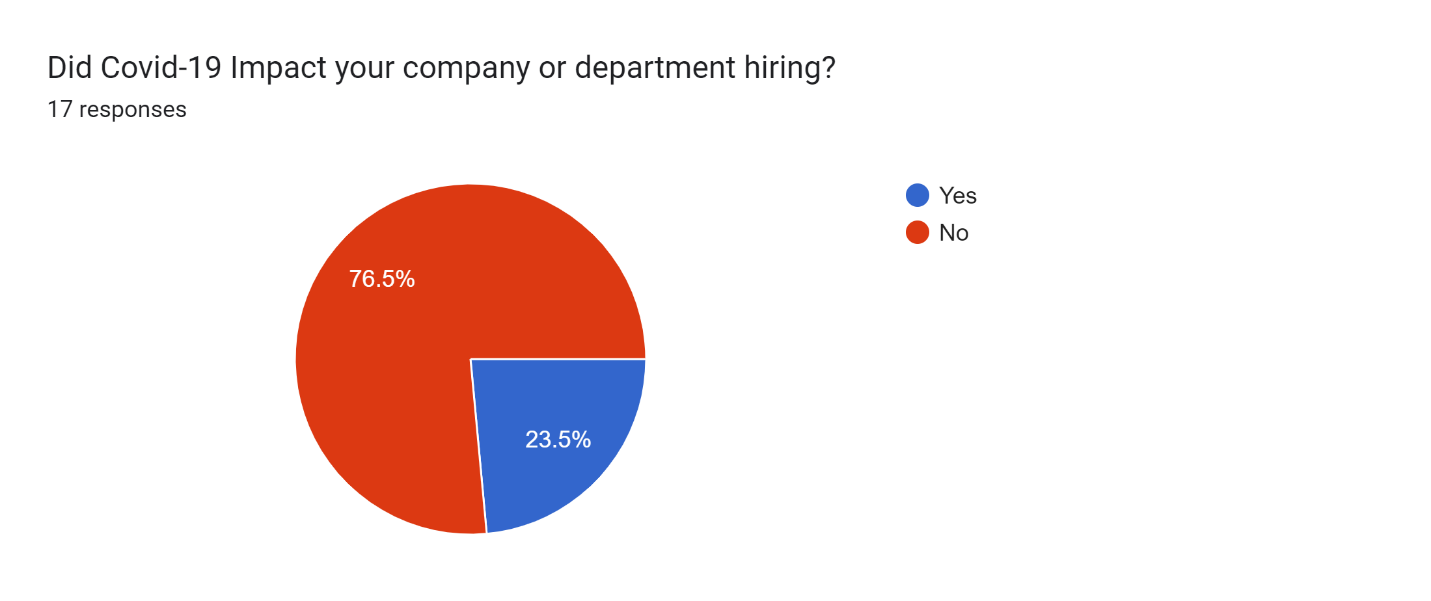 Did Covid-19 Impact your company or department hiring?
17 responses
Yes
No
76.5%
23.5%